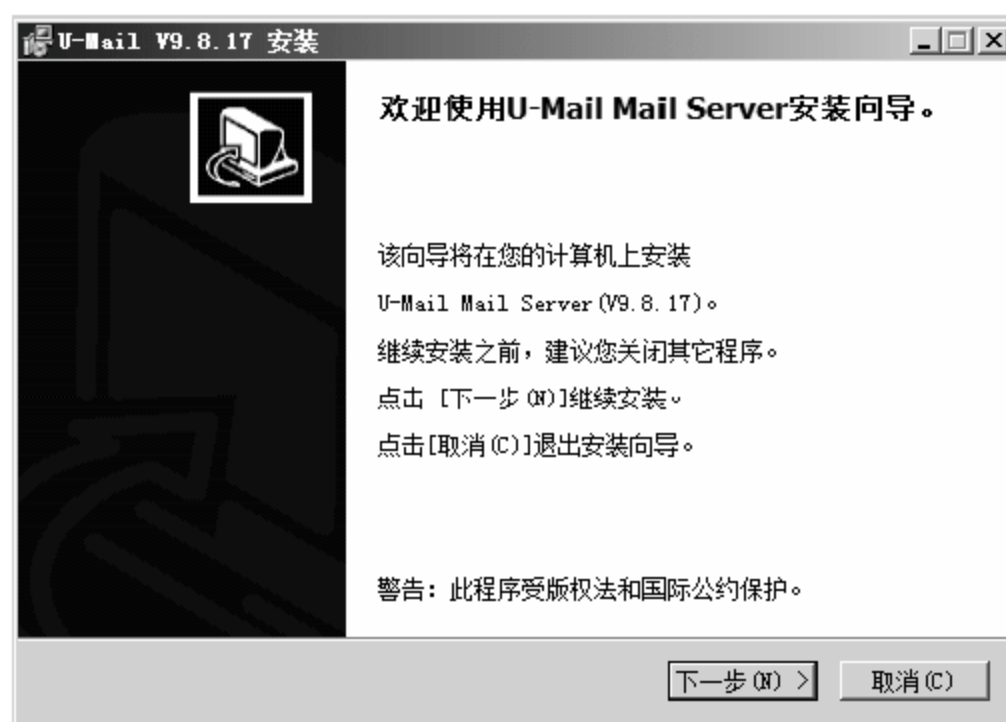 U-Mail V9.8.17 安装
欢迎使用U-Mail Mail Server安装向导。
该向导将在您的计算机上安装
U-Mail Mail Server(V9.8.17)。
继续安装之前，建议您关闭其它程序。
点击 [下一步(N)]继续安装。
点击[取消(C)]退出安装向导。
警告：此程序受版权法和国际公约保护。
下一步(N) >
取消(C)